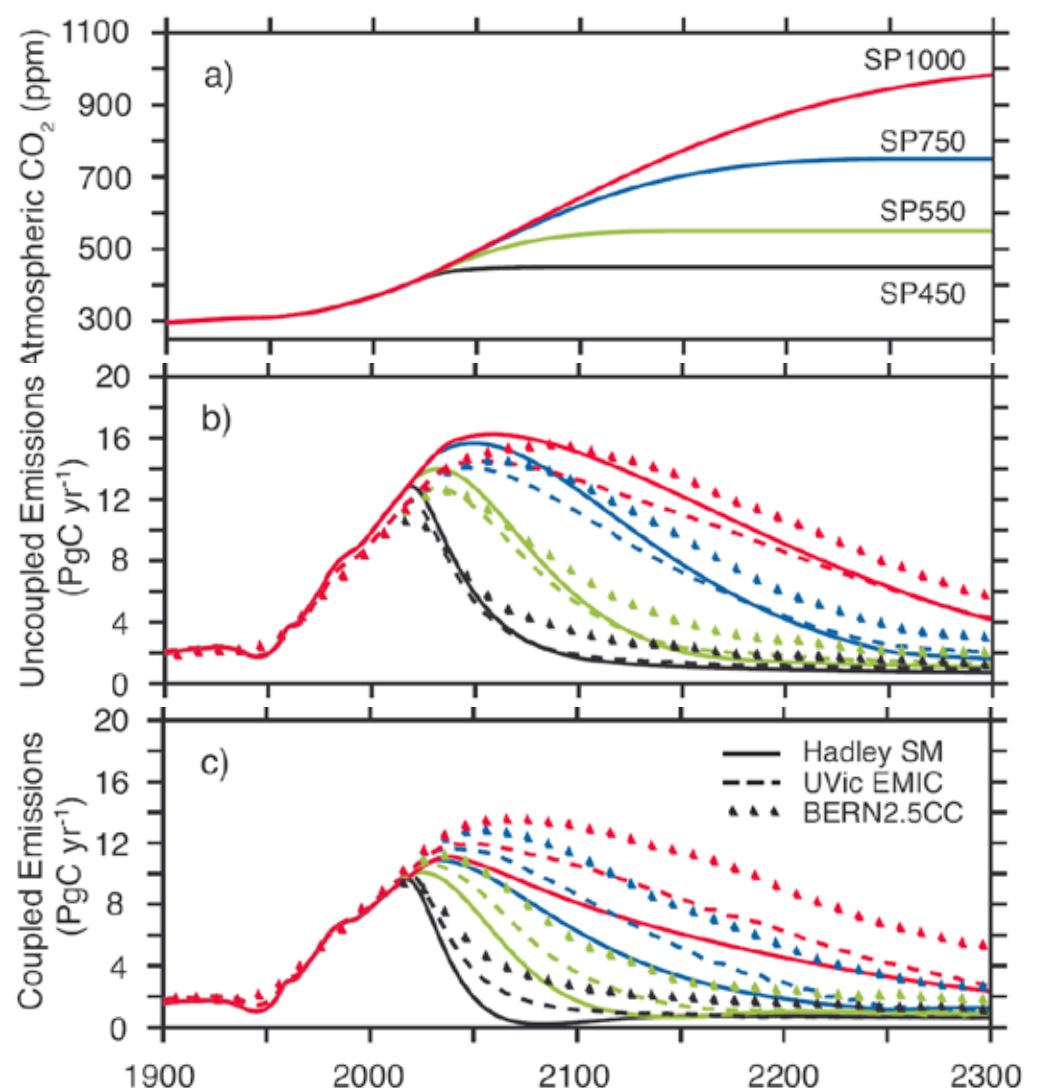 Atmospheric CO₂ (ppm)
1100
900
700
500
300
a)
SP1000
SP750
SP550
SP450
Uncoupled Emissions
(PgC yr⁻¹)
20
16
12
8
4
0
b)
Coupled Emissions
(PgC yr⁻¹)
20
16
12
8
4
0
c)
Hadley SM
UVic EMIC
BERN2.5CC
1900 2000 2100 2200 2300